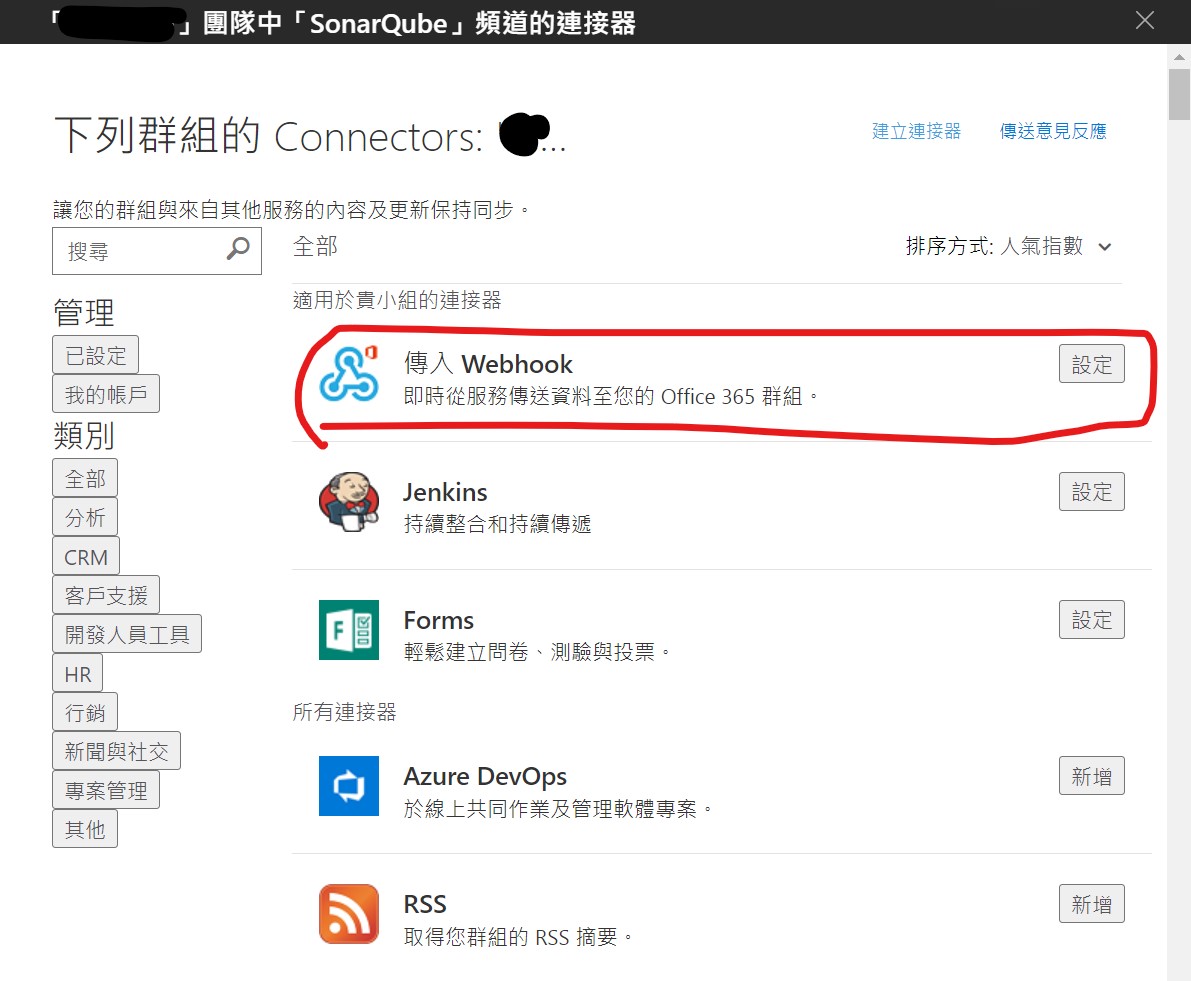 「 」團隊中「SonarQube」頻道的連接器
下列群組的 Connectors: ...
建立連接器
傳送意見反應
讓您的群組與來自其他服務的內容及更新保持同步。
搜尋
全部
排序方式: 人氣指數
管理
已設定
我的帳戶
類別
全部
分析
CRM
客戶支援
開發人員工具
HR
行銷
新聞與社交
專案管理
其他
適用於貴小組的連接器
傳入 Webhook
即時從服務傳送資料至您的 Office 365 群組。
設定
Jenkins
持續整合和持續傳遞
設定
Forms
輕鬆建立問卷、測驗與投票。
設定
所有連接器
Azure DevOps
於線上共同作業及管理軟體專案。
新增
RSS
取得您群組的 RSS 摘要。
新增